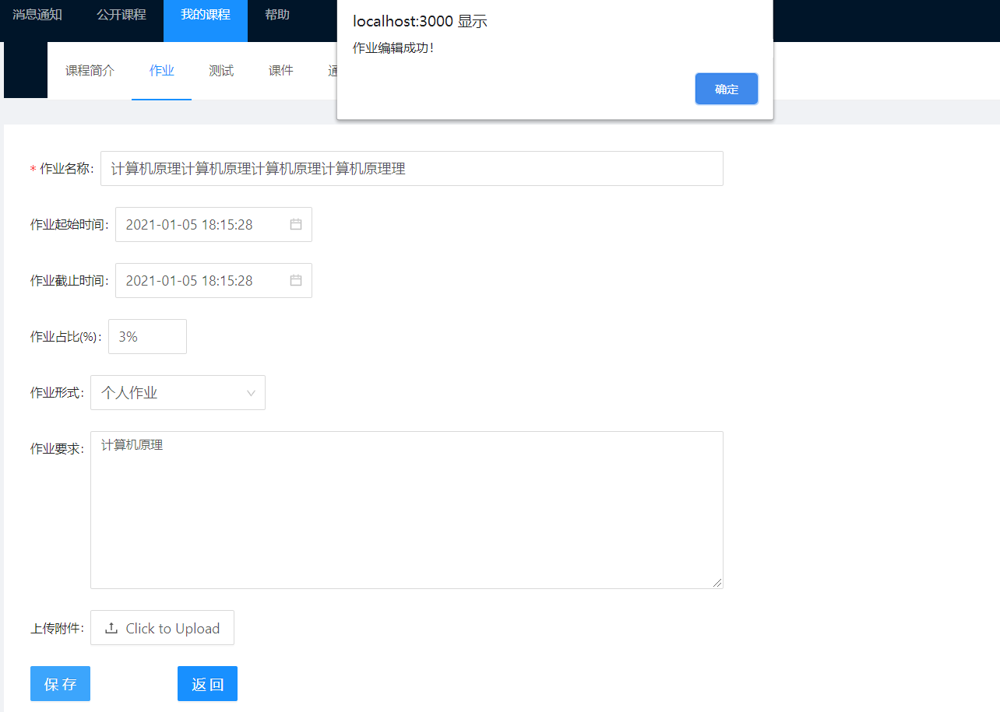 消息通知 公开课程 我的课程 帮助
localhost:3000 显示
作业编辑成功!
确定
课程简介 作业 测试 课件 通
* 作业名称: 计算机原理计算机原理计算机原理计算机原理理
作业起始时间: 2021-01-05 18:15:28
作业截止时间: 2021-01-05 18:15:28
作业占比(%): 3%
作业形式: 个人作业
作业要求: 计算机原理
上传附件: Click to Upload
保存 返回